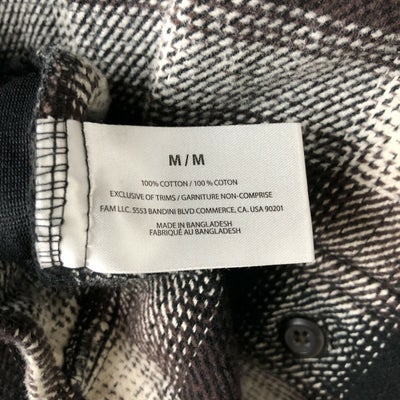 M/M
100% COTTON / 100 % COTON
EXCLUSIVE OF TRIMS / GARNITURE NON-COMPRISE
FAM LLC. 5553 BANDINI BLVD COMMERCE, CA. USA 90201
MADE IN BANGLADESH
FABRIQUÉ AU BANGLADESH